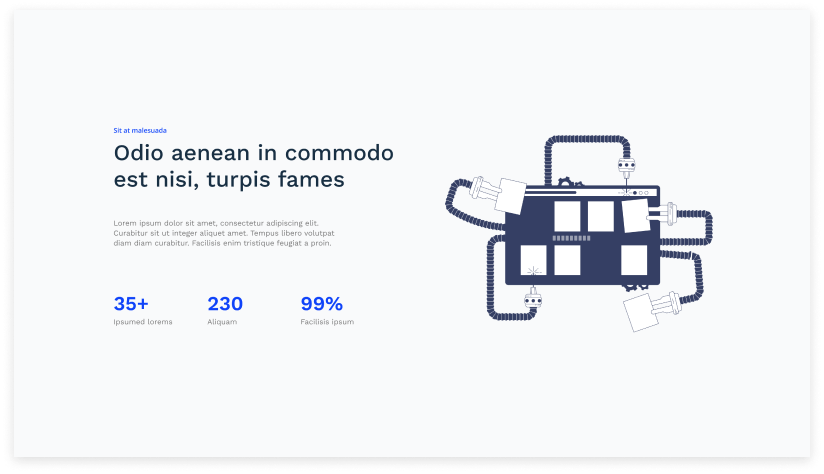 Sit at malesuada
Odio aenean in commodo
est nisi, turpis fames
Lorem ipsum dolor sit amet, consectetur adipiscing elit.
Curabitur sit ut integer aliquet amet. Tempus libero volutpat
diam diam curabitur. Facilisis enim tristique feugiat a proin.
35+ 230 99%
Ipsumed lorems Aliquam Facilisis ipsum